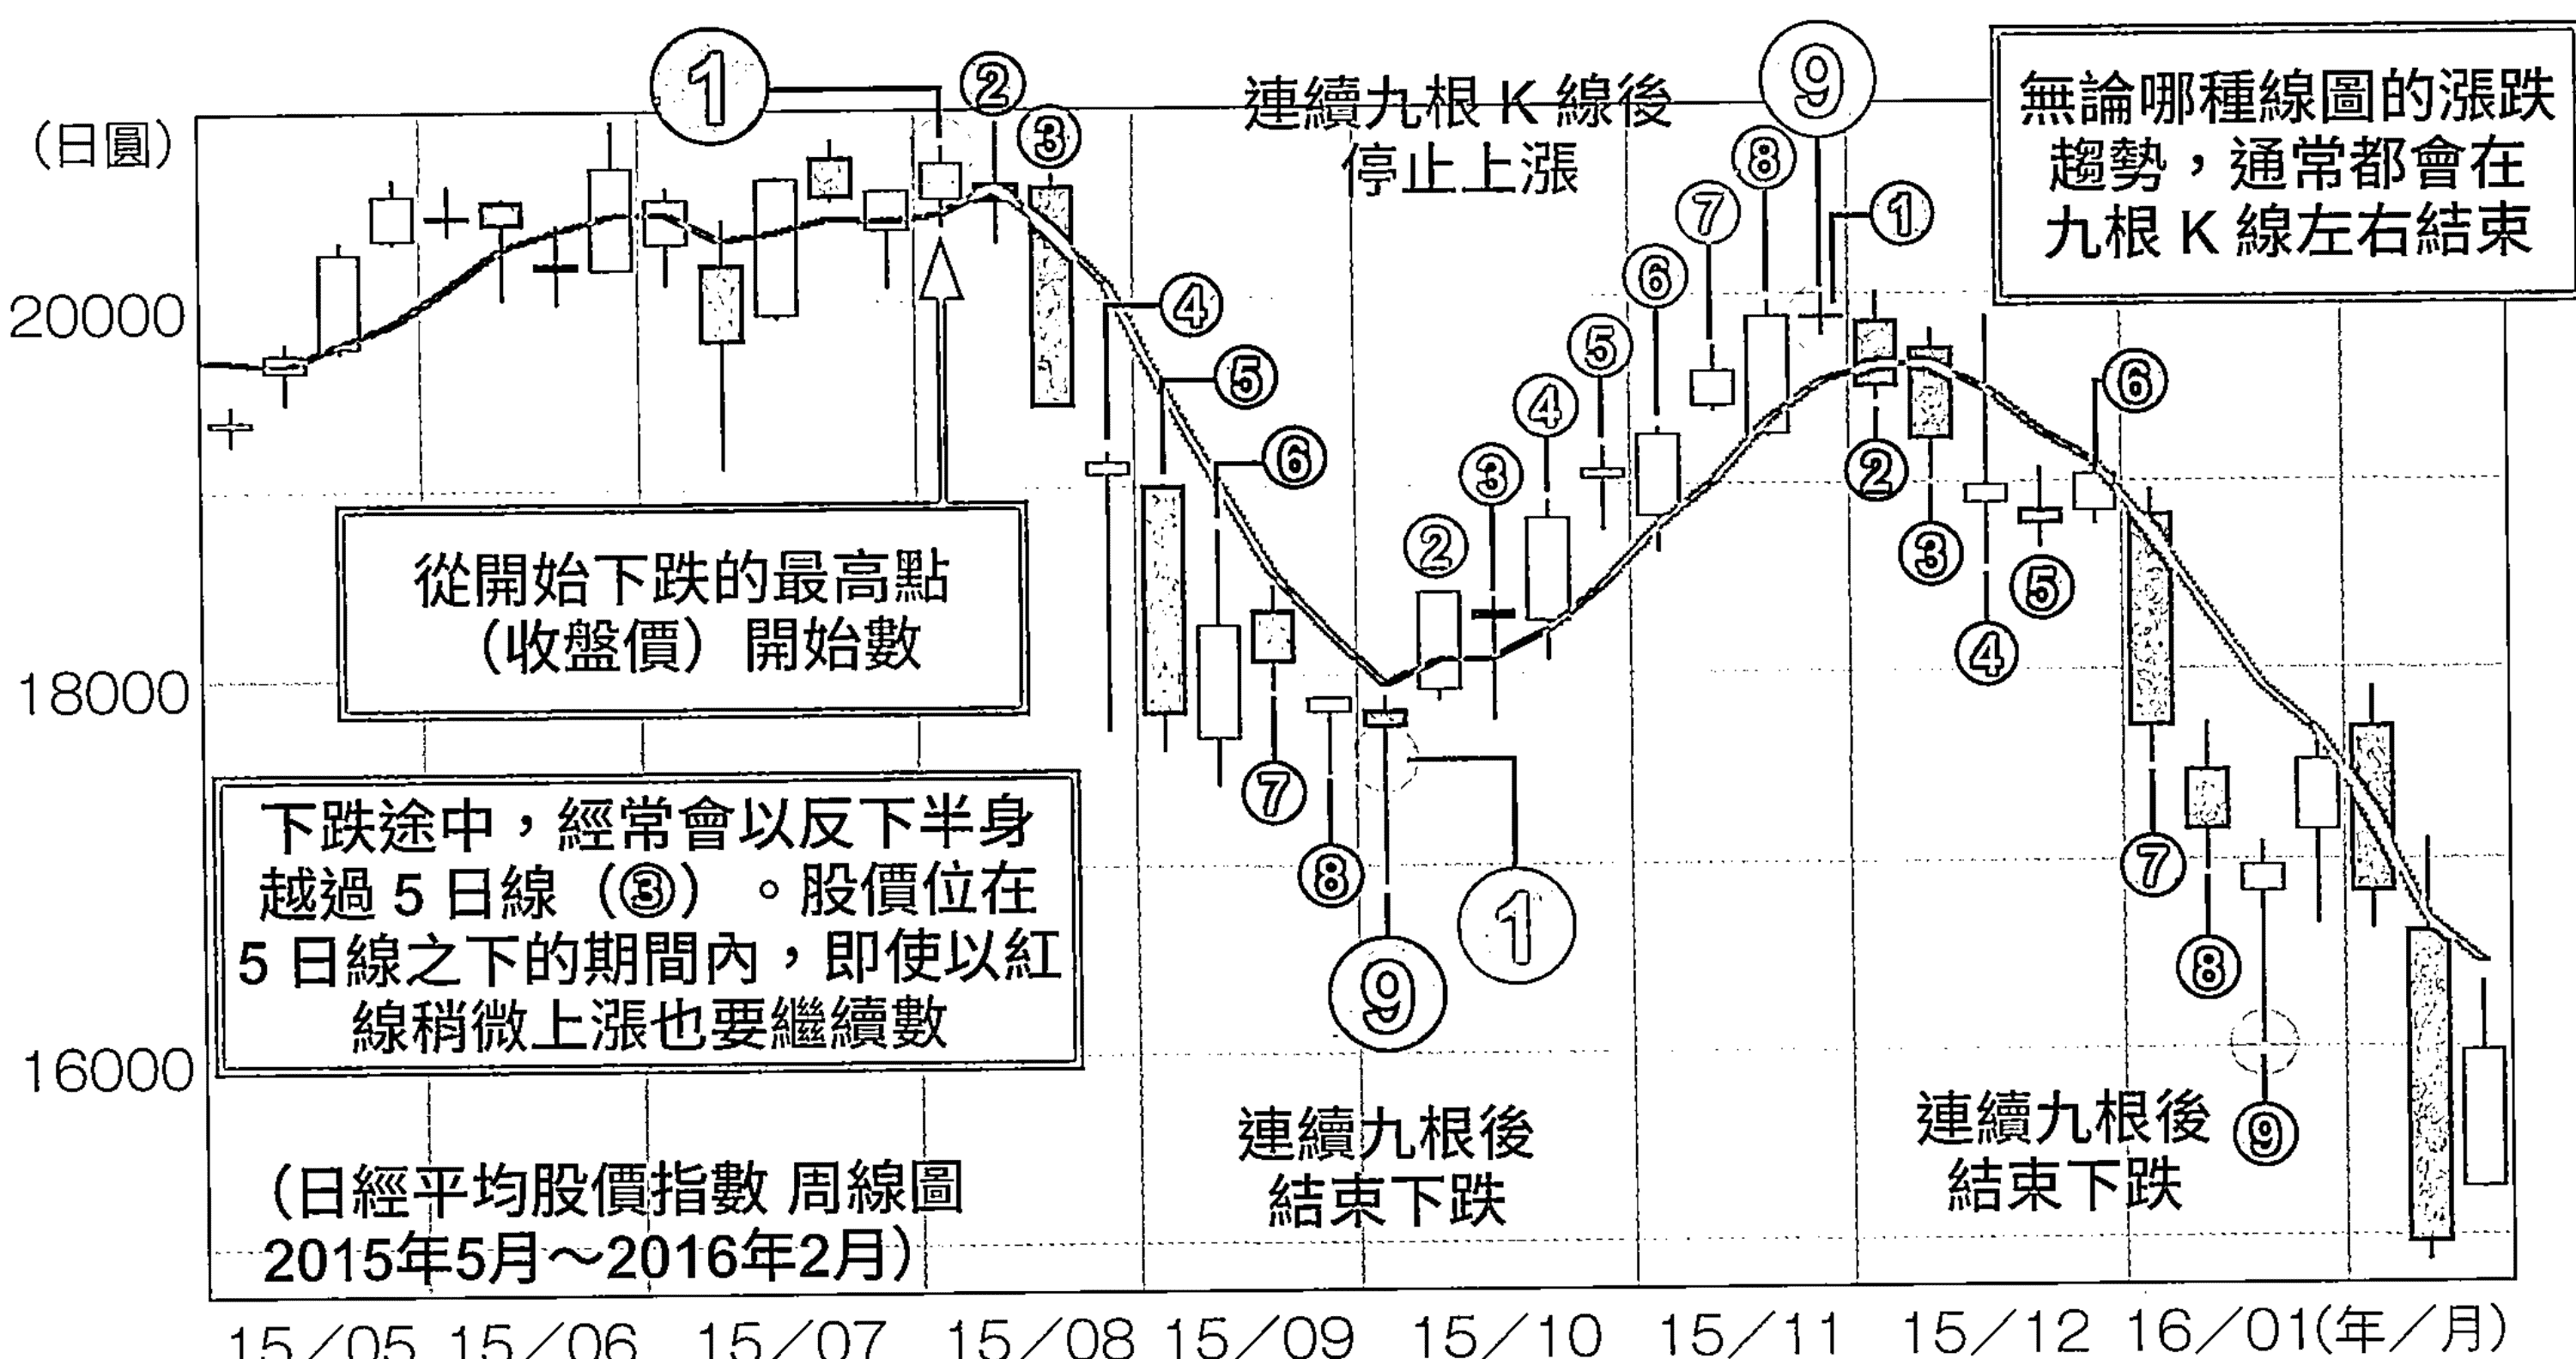 ①
②
③
連續九根 K 線後
停止上漲
⑨
⑧
⑦
①
⑥
⑤
④
③
②
無論哪種線圖的漲跌
趨勢，通常都會在
九根 K 線左右結束
（日圓）
20000
18000
16000
④
⑤
⑥
⑦
⑧
⑨
①
②
③
④
⑤
⑥
⑦
⑧
⑨
從開始下跌的最高點
（收盤價）開始數
下跌途中，經常會以反下半身
越過 5 日線（③）。股價位在
5 日線之下的期間內，即使以紅
線稍微上漲也要繼續數
連續九根後
結束下跌
連續九根後
結束下跌
（日經平均股價指數 周線圖
2015年5月～2016年2月）
15／05 15／06 15／07 15／08 15／09 15／10 15／11 15／12 16／01(年／月)